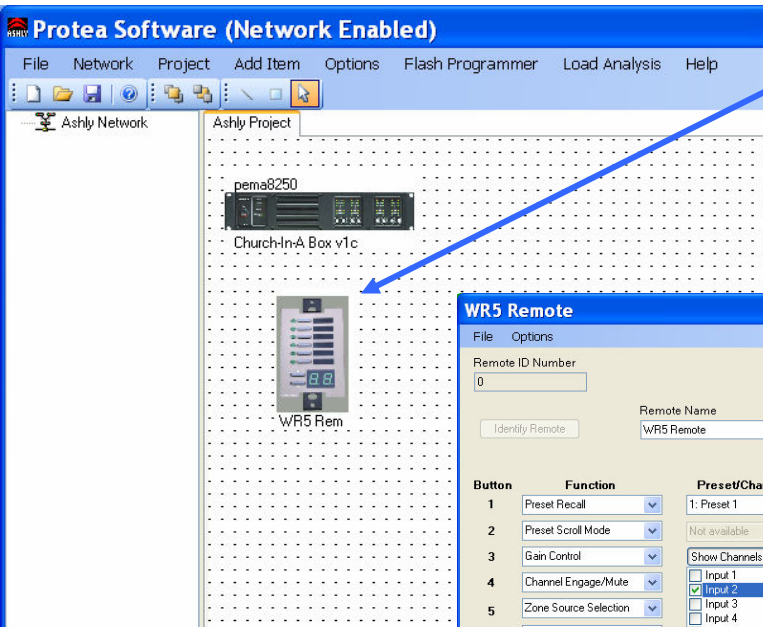 ASHLY
Protea Software (Network Enabled)
File Network Project Add Item Options Flash Programmer Load Analysis Help
Ashly Network
Ashly Project
pema8250
Church-In-A Box v1c
WR5 Rem
WR5 Remote
File Options
Remote ID Number
0
Remote Name
Identify Remote
WR5 Remote
Button Function Preset/Cha
1 Preset Recall 1: Preset 1
2 Preset Scroll Mode Not available
3 Gain Control Show Channels
Input 1
4 Channel Engage/Mute Input 2
5 Zone Source Selection Input 3
Input 4